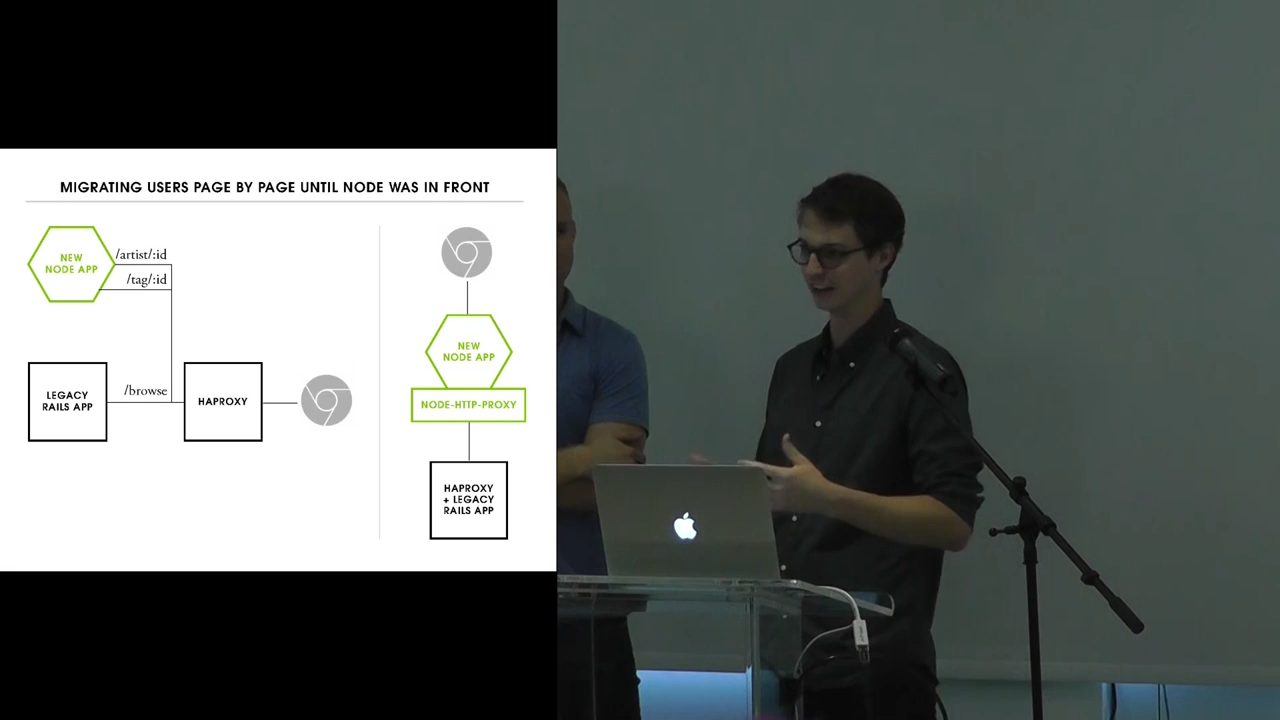 MIGRATING USERS PAGE BY PAGE UNTIL NODE WAS IN FRONT
NEW
NODE APP
/artist/:id
/tag/:id
LEGACY
RAILS APP
/browse
HAPROXY
NEW
NODE APP
NODE-HTTP-PROXY
HAPROXY
+ LEGACY
RAILS APP